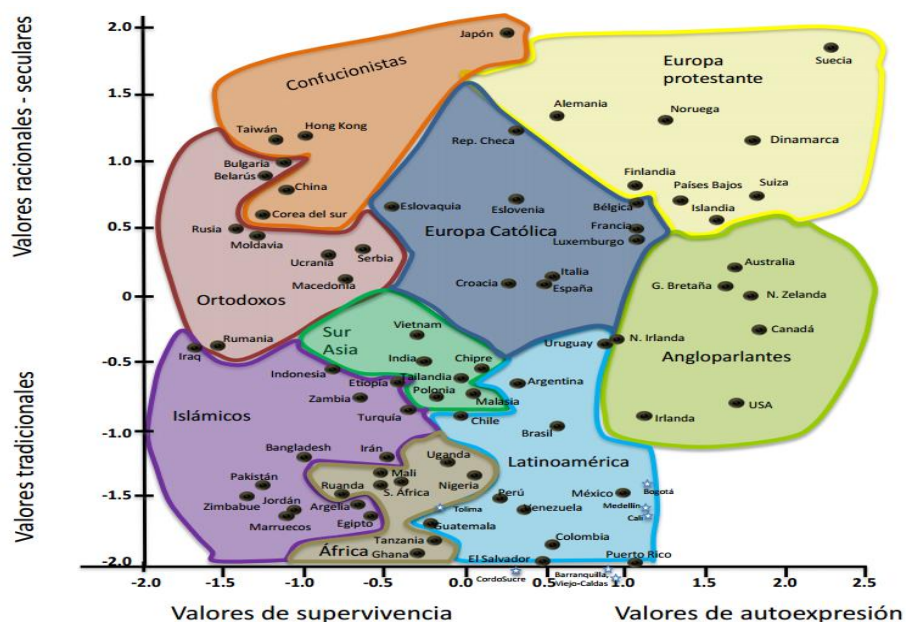 2.0
1.5
1.0
0.5
0
-0.5
-1.0
-1.5
-2.0
Valores racionales - seculares
Valores tradicionales
Japón
Confucionistas
Taiwán
Hong Kong
Bulgaria
Belarús
China
Corea del sur
Europa
protestante
Suecia
Alemania
Noruega
Dinamarca
Finlandia
Países Bajos
Suiza
Islandia
Rep. Checa
Eslovaquia
Eslovenia
Bélgica
Francia
Luxemburgo
Europa Católica
Croacia
Italia
España
Rusia
Moldavia
Ucrania
Serbia
Macedonia
Ortodoxos
Rumania
Iraq
Australia
G. Bretaña
N. Zelanda
Canadá
N. Irlanda
Angloparlantes
USA
Irlanda
Sur
Asia
Vietnam
India
Chipre
Tailandia
Polonia
Malasia
Indonesia
Etiopia
Zambia
Turquía
Islámicos
Bangladesh
Irán
Pakistán
Zimbabue
Jordán
Marruecos
Argelia
Egipto
Ruanda
Mali
S. África
Uganda
Nigeria
Tolima
África
Tanzania
Ghana
Guatemala
Uruguay
Argentina
Chile
Brasil
Latinoamérica
Perú
Venezuela
México
Bogotá
Medellín
Cali
Colombia
El Salvador
Puerto Rico
CordoSucre
Barranquilla,
Viejo-Caldas
-2.0
-1.5
-1.0
-0.5
0.0
0.5
1.0
1.5
2.0
Valores de supervivencia
Valores de autoexpresión